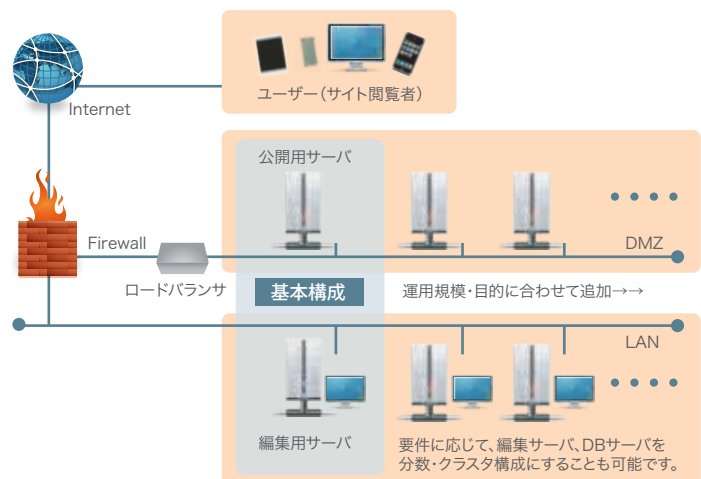 ユーザー（サイト閲覧者）
Internet
公開用サーバ
Firewall
DMZ
ロードバランサ
基本構成
運用規模・目的に合わせて追加→→
LAN
編集用サーバ
要件に応じて、編集サーバ、DBサーバを
分数・クラスタ構成にすることも可能です。